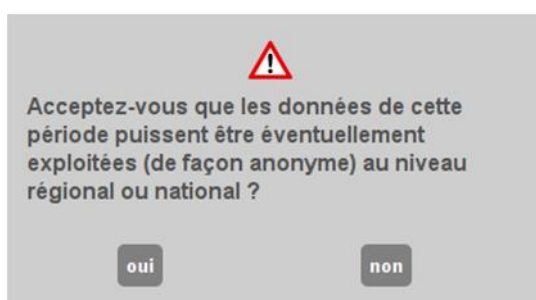 Acceptez-vous que les données de cette
période puissent être éventuellement
exploitées (de façon anonyme) au niveau
régional ou national ?
oui non